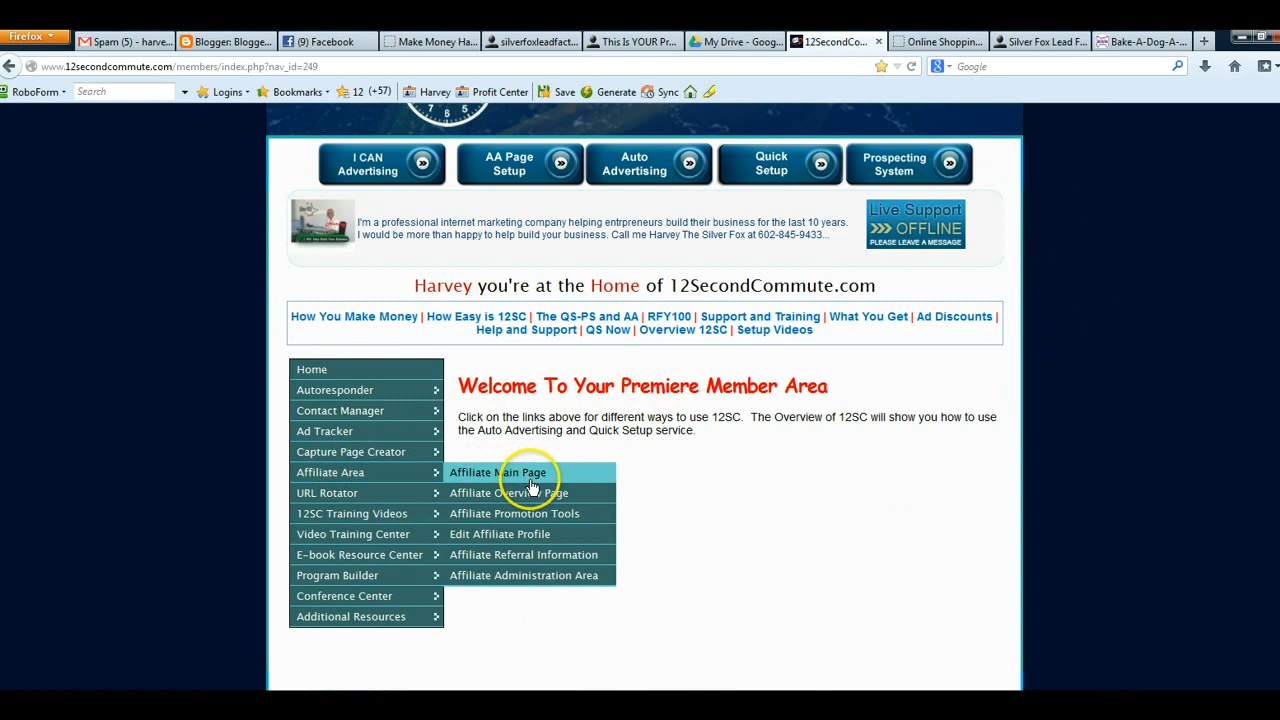 Firefox
Spam (5) - harve...
Blogger: Blogge...
(9) Facebook
Make Money Ha...
silverfoxleadfact...
This Is YOUR Pr...
My Drive - Goog...
12SecondCo...
Online Shoppin...
Silver Fox Lead F...
Bake-A-Dog-A-...
www.12secondcommute.com/members/index.php?nav_id=249
Google
RoboForm
Search
Logins
Bookmarks
12 (+57)
Harvey
Profit Center
Save
Generate
Sync
7 6 5
I CAN
Advertising
AA Page
Setup
Auto
Advertising
Quick
Setup
Prospecting
System
I'm a professional internet marketing company helping entrpreneurs build their business for the last 10 years.
I would be more than happy to help build your business. Call me Harvey The Silver Fox at 602-845-9433...
Live Support
>>> OFFLINE
PLEASE LEAVE A MESSAGE
Harvey you're at the Home of 12SecondCommute.com
How You Make Money | How Easy is 12SC | The QS-PS and AA | RFY100 | Support and Training | What You Get | Ad Discounts |
Help and Support | QS Now | Overview 12SC | Setup Videos
Home
Autoresponder
Contact Manager
Ad Tracker
Capture Page Creator
Affiliate Area
URL Rotator
12SC Training Videos
Video Training Center
E-book Resource Center
Program Builder
Conference Center
Additional Resources
Welcome To Your Premiere Member Area
Click on the links above for different ways to use 12SC. The Overview of 12SC will show you how to use
the Auto Advertising and Quick Setup service.
Affiliate Main Page
Affiliate Overview Page
Affiliate Promotion Tools
Edit Affiliate Profile
Affiliate Referral Information
Affiliate Administration Area